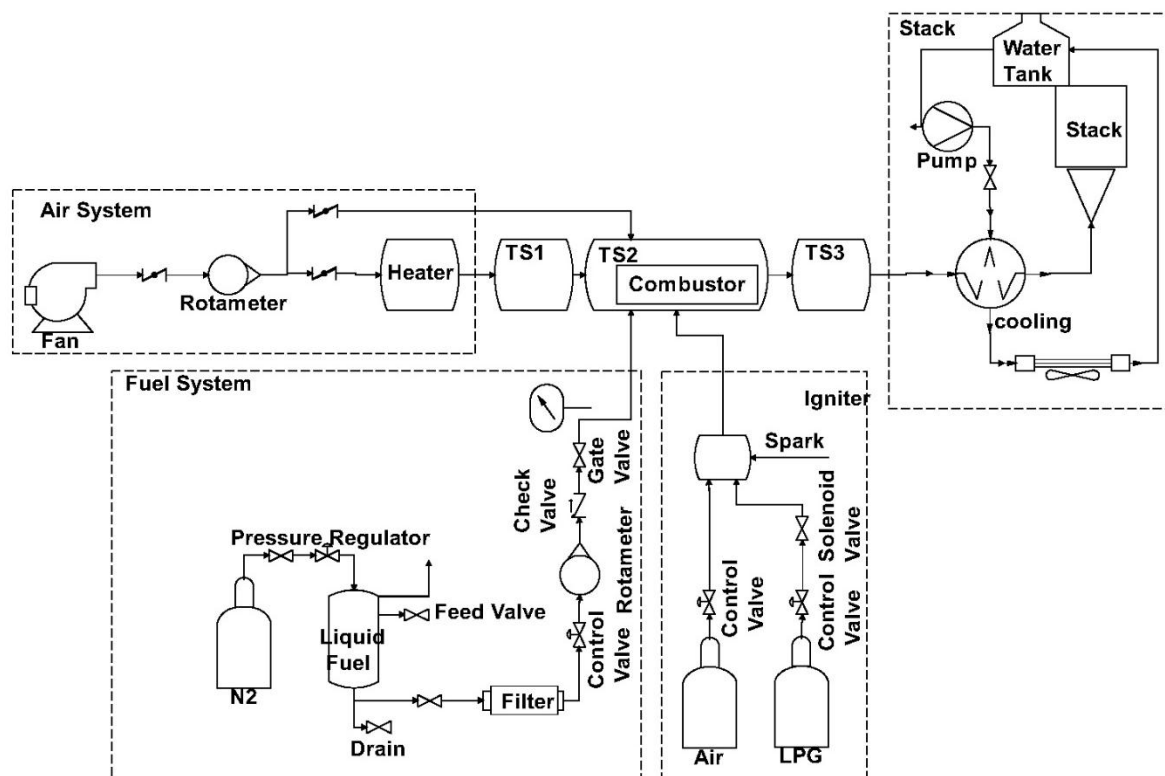 Stack
Water
Tank
Stack
Pump
cooling
Air System
Fan
Rotameter
Heater
TS1
TS2
Combustor
TS3
Fuel System
Gate
Valve
Check
Valve
Rotameter
Control
Valve
Pressure Regulator
Feed Valve
Liquid
Fuel
N2
Filter
Drain
Igniter
Spark
Solenoid
Valve
Control
Valve
Control
Valve
Air
LPG